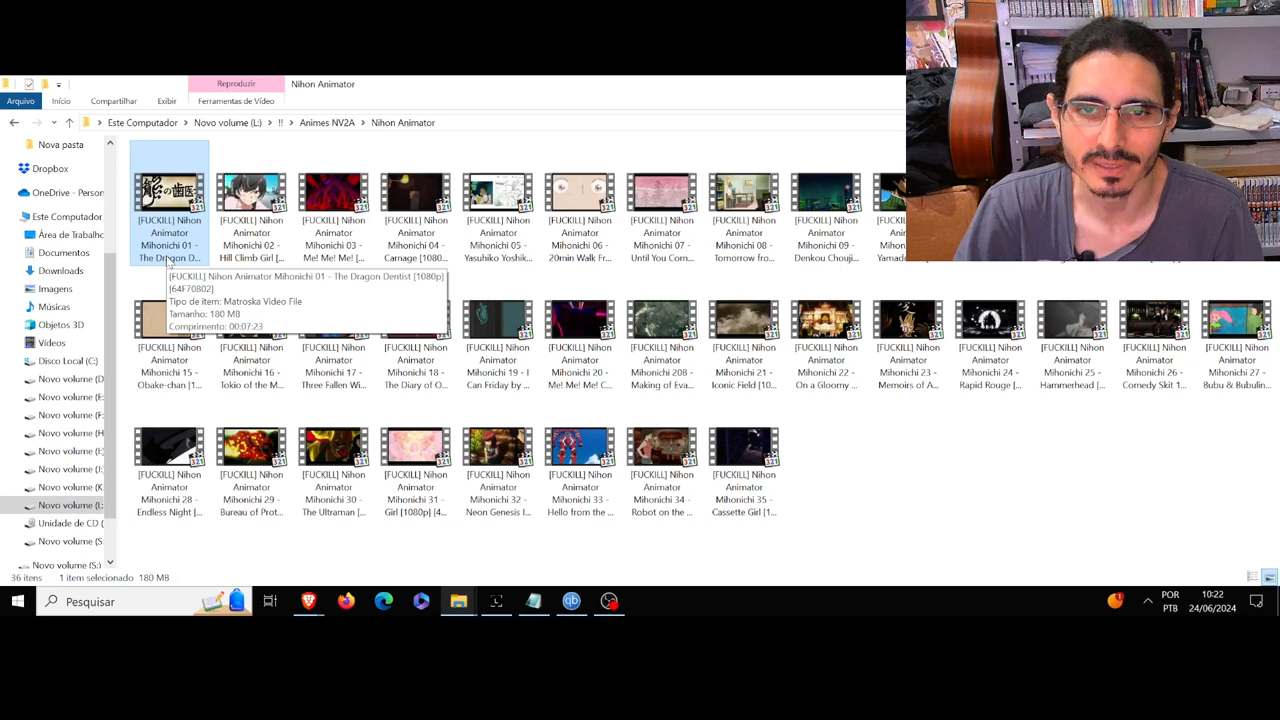 Reproduzir
Nihon Animator
Arquivo
Início
Compartilhar
Exibir
Ferramentas de Vídeo
Este Computador > Novo volume (L:) > !! > Animes NV2A > Nihon Animator
Nova pasta
Dropbox
OneDrive - Person
Este Computador
Área de Trabalho
Documentos
Downloads
Imagens
Músicas
Objetos 3D
Vídeos
Disco Local (C:)
Novo volume (D
Novo volume (E:
Novo volume (F:
Novo volume (H
Novo volume (I:)
Novo volume (J:)
Novo volume (K
Novo volume (L:
Unidade de CD (
Novo volume (S:
Novo volume (S:)
[FUCKILL] Nihon
Animator
Mihonichi 01 -
The Dragon D...
[FUCKILL] Nihon
Animator
Mihonichi 02 -
Hill Climb Girl [...
[FUCKILL] Nihon
Animator
Mihonichi 03 -
Me! Me! Me! [...
[FUCKILL] Nihon
Animator
Mihonichi 04 -
Carnage [1080...
[FUCKILL] Nihon
Animator
Mihonichi 05 -
Yasuhiko Yoshik...
[FUCKILL] Nihon
Animator
Mihonichi 06 -
20min Walk Fr...
[FUCKILL] Nihon
Animator
Mihonichi 07 -
Until You Com...
[FUCKILL] Nihon
Animator
Mihonichi 08 -
Tomorrow fro...
[FUCKILL] Nihon
Animator
Mihonichi 09 -
Denkou Chouji...
[FUCKILL] Nihon Animator Mihonichi 01 - The Dragon Dentist [1080p]
[64F70802]
Tipo de item: Matroska Video File
Tamanho: 180 MB
Comprimento: 00:07:23
Animator
Mihonichi 15 -
Obake-chan [1...
Animator
Mihonichi 16 -
Tokio of the M...
Animator
Mihonichi 17 -
Three Fallen Wi...
Animator
Mihonichi 18 -
The Diary of O...
[FUCKILL] Nihon
Animator
Mihonichi 19 - I
Can Friday by ...
[FUCKILL] Nihon
Animator
Mihonichi 20 -
Me! Me! Me! C...
[FUCKILL] Nihon
Animator
Mihonichi 20B -
Making of Eva...
[FUCKILL] Nihon
Animator
Mihonichi 21 -
Iconic Field [10...
[FUCKILL] Nihon
Animator
Mihonichi 22 -
On a Gloomy ...
[FUCKILL] Nihon
Animator
Mihonichi 23 -
Memoirs of A...
[FUCKILL] Nihon
Animator
Mihonichi 24 -
Rapid Rouge [...
[FUCKILL] Nihon
Animator
Mihonichi 25 -
Hammerhead [...
[FUCKILL] Nihon
Animator
Mihonichi 26 -
Comedy Skit 1...
[FUCKILL] Nihon
Animator
Mihonichi 27 -
Bubu & Bubulin...
[FUCKILL] Nihon
Animator
Mihonichi 28 -
Endless Night [...
[FUCKILL] Nihon
Animator
Mihonichi 29 -
Bureau of Prot...
[FUCKILL] Nihon
Animator
Mihonichi 30 -
The Ultraman [...
[FUCKILL] Nihon
Animator
Mihonichi 31 -
Girl [1080p] [4...
[FUCKILL] Nihon
Animator
Mihonichi 32 -
Neon Genesis I...
[FUCKILL] Nihon
Animator
Mihonichi 33 -
Hello from the ...
[FUCKILL] Nihon
Animator
Mihonichi 34 -
Robot on the ...
[FUCKILL] Nihon
Animator
Mihonichi 35 -
Cassette Girl [1...
36 itens
1 item selecionado 180 MB
Pesquisar
POR
PTB
10:22
24/06/2024